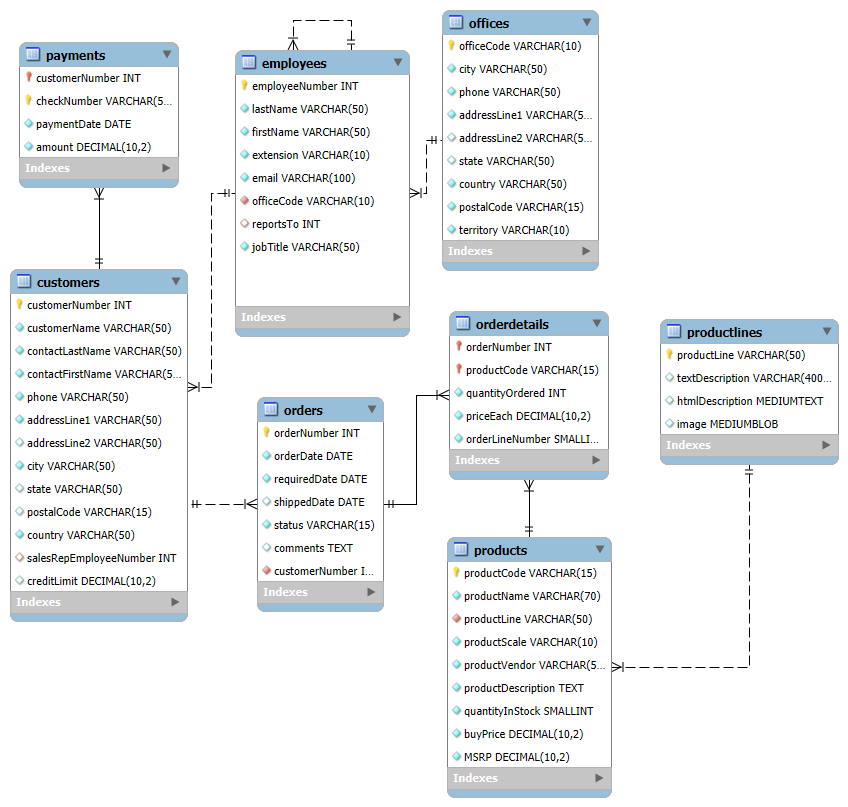 payments
customerNumber INT
checkNumber VARCHAR(5...
paymentDate DATE
amount DECIMAL(10,2)
Indexes
employees
employeeNumber INT
lastName VARCHAR(50)
firstName VARCHAR(50)
extension VARCHAR(10)
email VARCHAR(100)
officeCode VARCHAR(10)
reportsTo INT
jobTitle VARCHAR(50)
Indexes
offices
officeCode VARCHAR(10)
city VARCHAR(50)
phone VARCHAR(50)
addressLine1 VARCHAR(5...
addressLine2 VARCHAR(5...
state VARCHAR(50)
country VARCHAR(50)
postalCode VARCHAR(15)
territory VARCHAR(10)
Indexes
customers
customerNumber INT
customerName VARCHAR(50)
contactLastName VARCHAR(50)
contactFirstName VARCHAR(5...
phone VARCHAR(50)
addressLine1 VARCHAR(50)
addressLine2 VARCHAR(50)
city VARCHAR(50)
state VARCHAR(50)
postalCode VARCHAR(15)
country VARCHAR(50)
salesRepEmployeeNumber INT
creditLimit DECIMAL(10,2)
Indexes
orders
orderNumber INT
orderDate DATE
requiredDate DATE
shippedDate DATE
status VARCHAR(15)
comments TEXT
customerNumber I...
Indexes
orderdetails
orderNumber INT
productCode VARCHAR(15)
quantityOrdered INT
priceEach DECIMAL(10,2)
orderLineNumber SMALLI...
Indexes
productlines
productLine VARCHAR(50)
textDescription VARCHAR(400...
htmlDescription MEDIUMTEXT
image MEDIUMBLOB
Indexes
products
productCode VARCHAR(15)
productName VARCHAR(70)
productLine VARCHAR(50)
productScale VARCHAR(10)
productVendor VARCHAR(5...
productDescription TEXT
quantityInStock SMALLINT
buyPrice DECIMAL(10,2)
MSRP DECIMAL(10,2)
Indexes